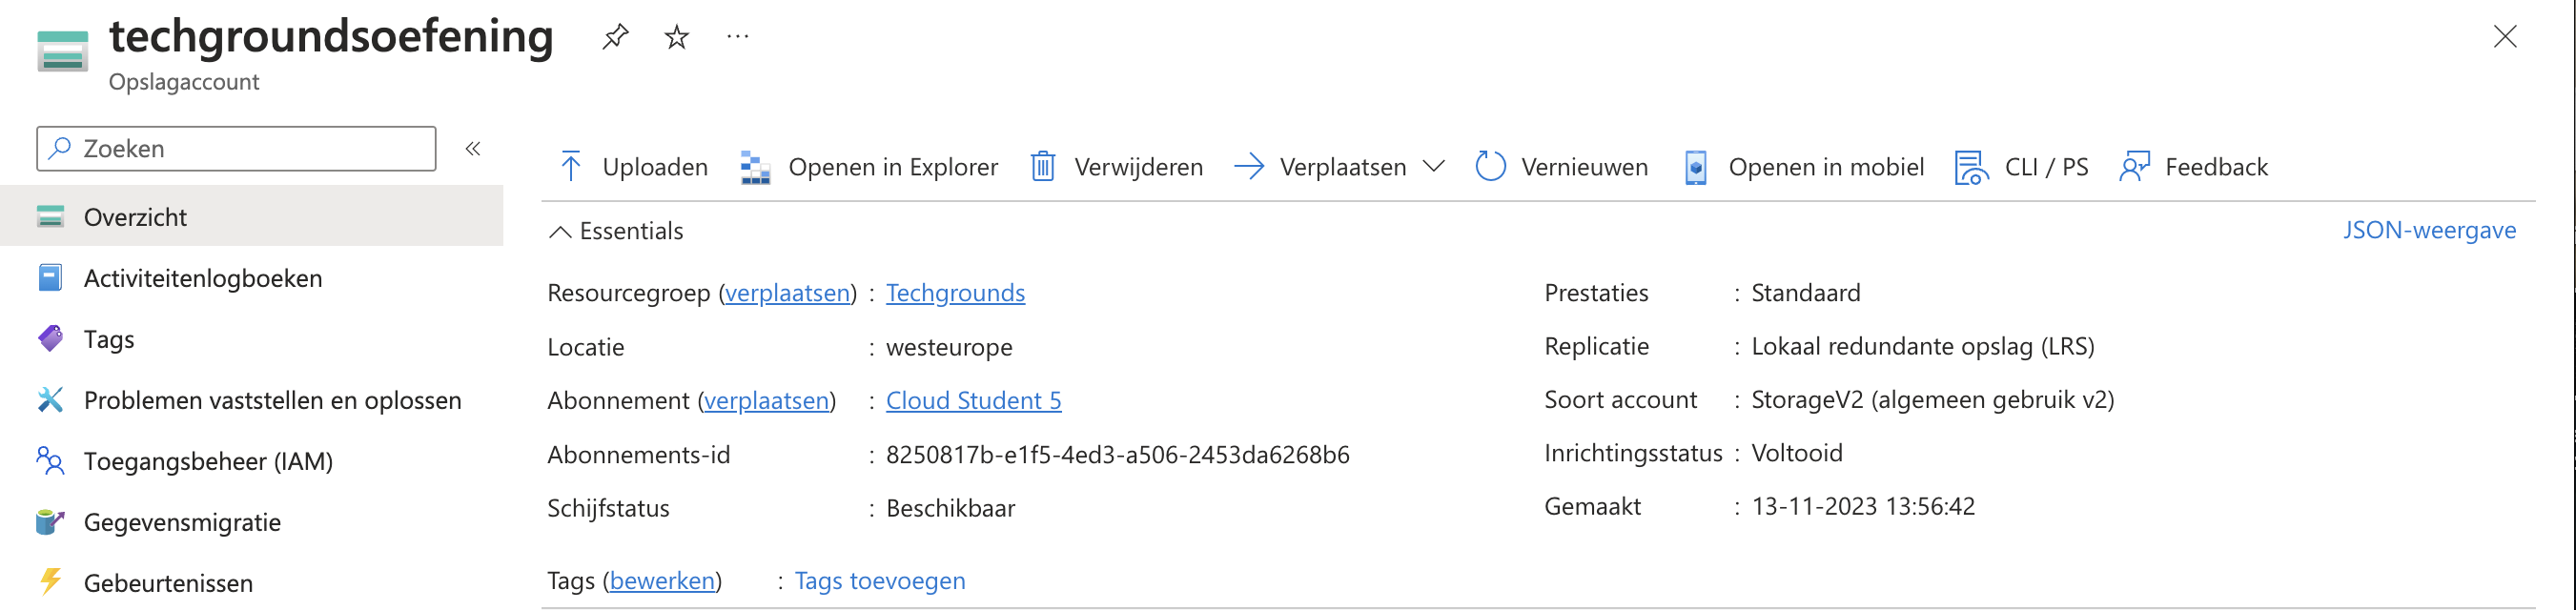 techgroundsoefening
Opslagaccount
Zoeken
Overzicht
Activiteitenlogboeken
Tags
Problemen vaststellen en oplossen
Toegangsbeheer (IAM)
Gegevensmigratie
Gebeurtenissen
Uploaden Openen in Explorer Verwijderen Verplaatsen Vernieuwen Openen in mobiel CLI / PS Feedback
Essentials JSON-weergave
Resourcegroep (verplaatsen) : Techgrounds
Locatie : westeurope
Abonnement (verplaatsen) : Cloud Student 5
Abonnements-id : 8250817b-e1f5-4ed3-a506-2453da6268b6
Schijfstatus : Beschikbaar
Prestaties : Standaard
Replicatie : Lokaal redundante opslag (LRS)
Soort account : StorageV2 (algemeen gebruik v2)
Inrichtingsstatus : Voltooid
Gemaakt : 13-11-2023 13:56:42
Tags (bewerken) : Tags toevoegen